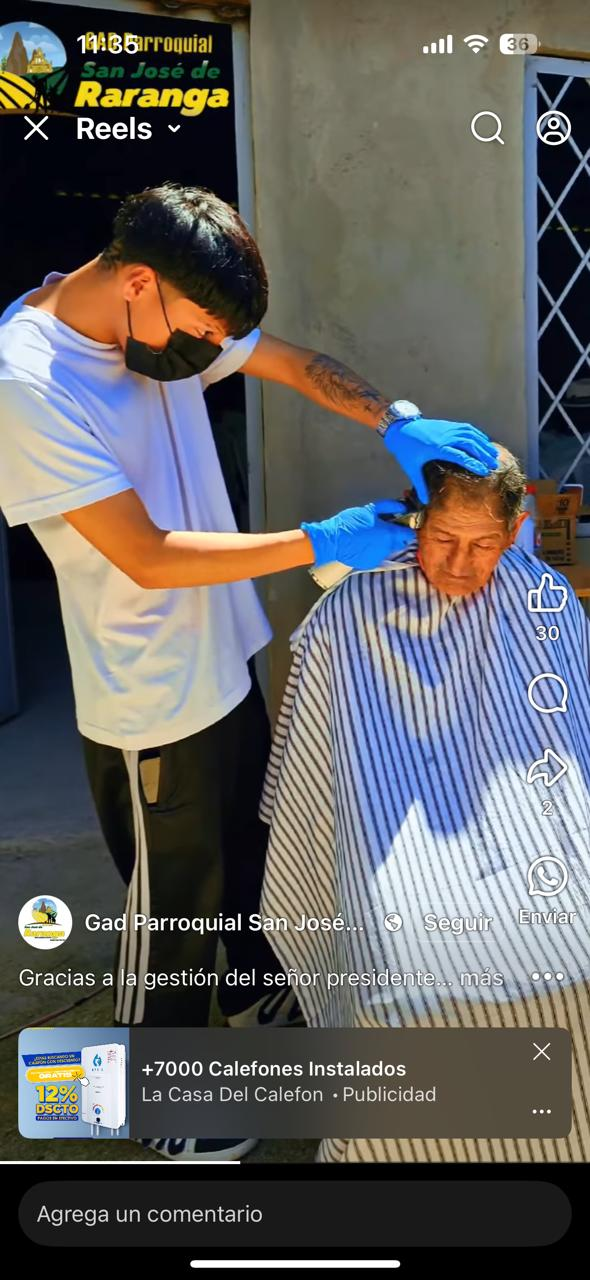 11:35
36
GAD Parroquial
San José de
Raranga
Reels
30
2
Enviar
Gad Parroquial San José...
Seguir
Gracias a la gestión del señor presidente... más
+7000 Calefones Instalados
La Casa Del Calefon • Publicidad
GRATIS
12%
DSCTO
Agrega un comentario